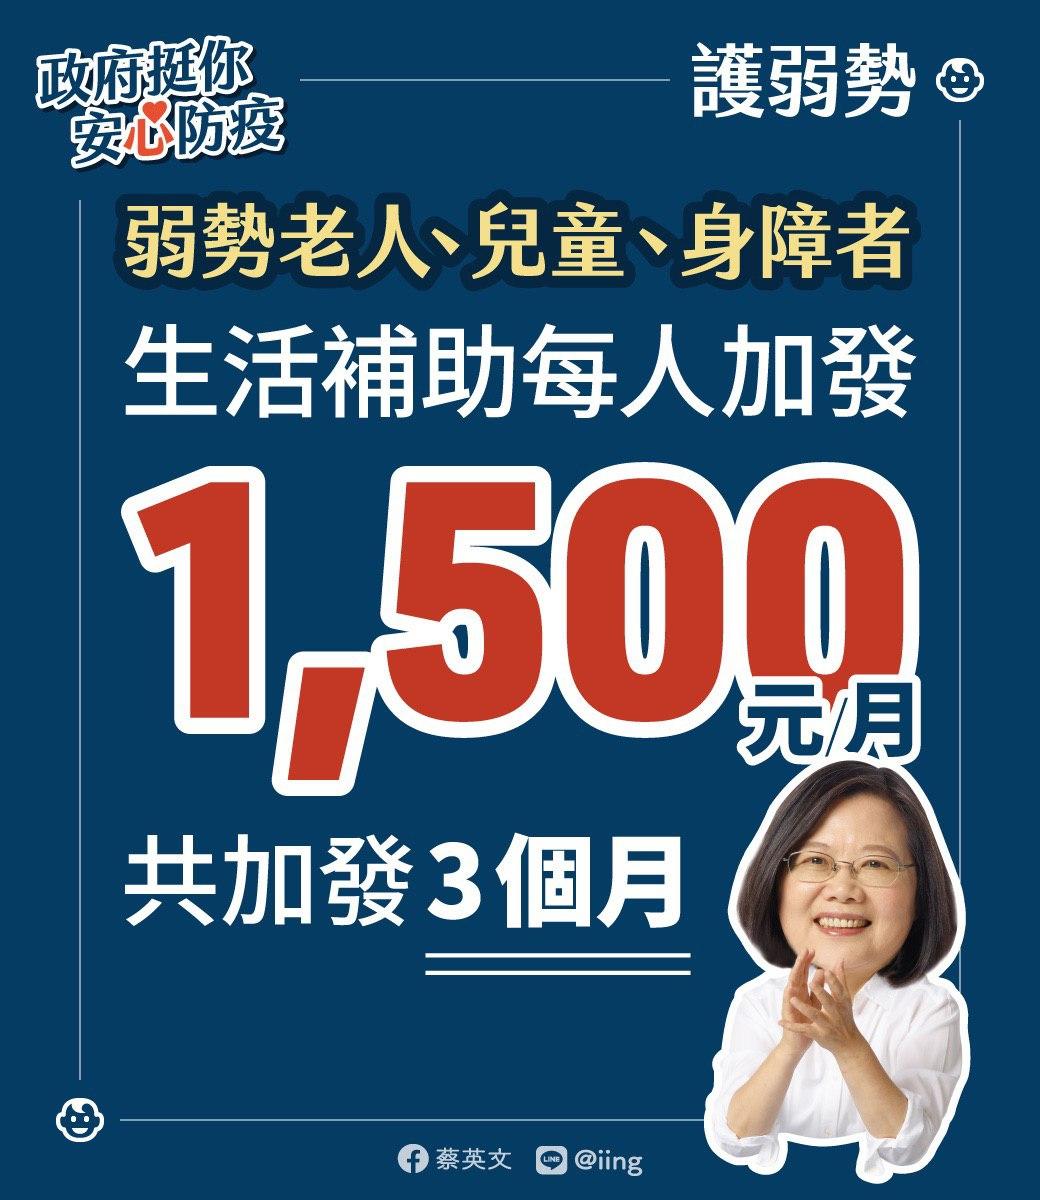 政府挺你
安心防疫
護弱勢
弱勢老人、兒童、身障者
生活補助每人加發
1,500
元/月
共加發3個月
蔡英文 LINE @iing